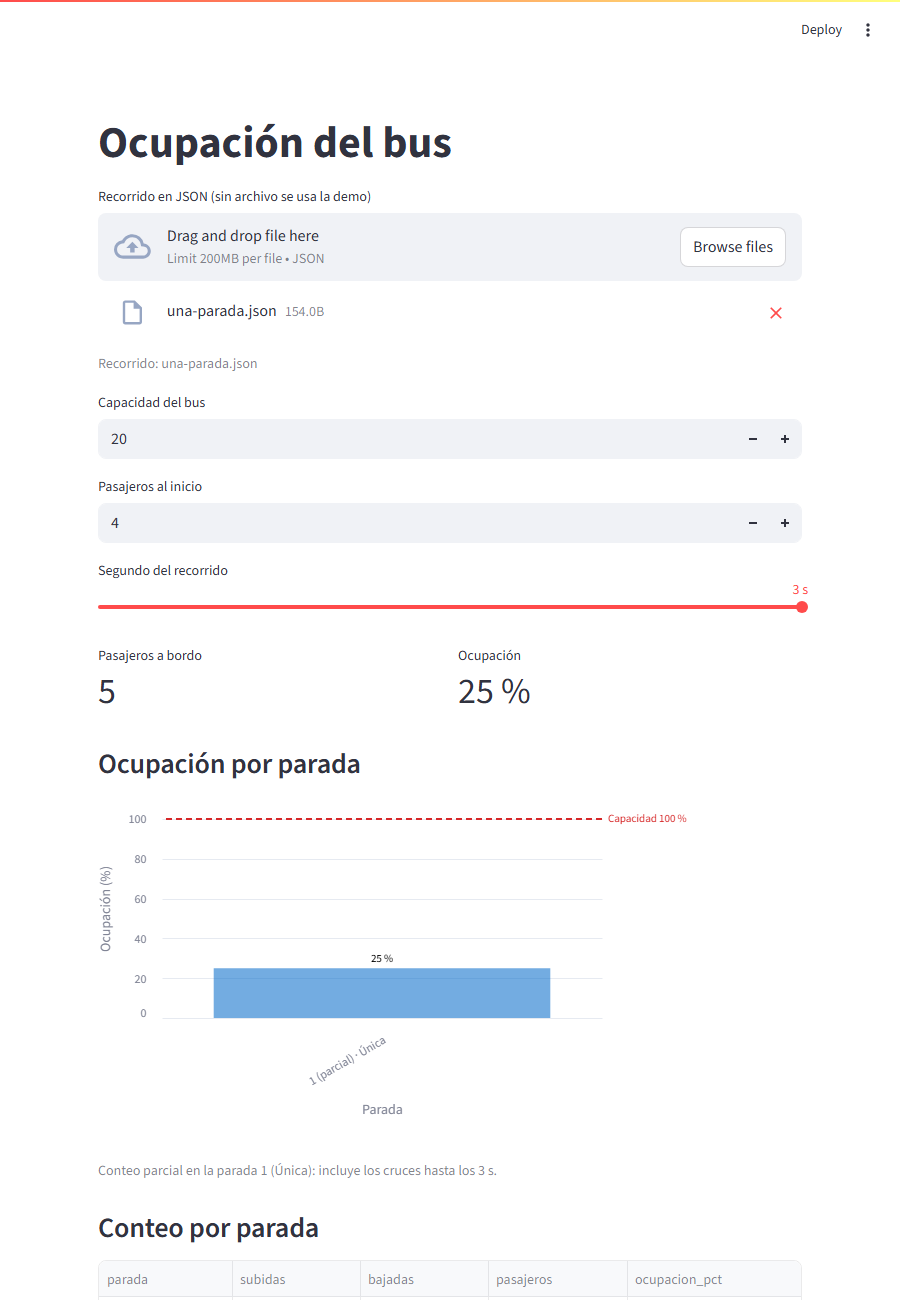 Deploy
Ocupación del bus
Recorrido en JSON (sin archivo se usa la demo)
Drag and drop file here
Limit 200MB per file • JSON
Browse files
una-parada.json 154.0B
Recorrido: una-parada.json
Capacidad del bus
20
Pasajeros al inicio
4
Segundo del recorrido
3 s
Pasajeros a bordo
5
Ocupación
25 %
Ocupación por parada
100
Capacidad 100 %
80
60
40
20
0
Ocupación (%)
25 %
1 (parcial) · Única
Parada
Conteo parcial en la parada 1 (Única): incluye los cruces hasta los 3 s.
Conteo por parada
parada subidas bajadas pasajeros ocupacion_pct